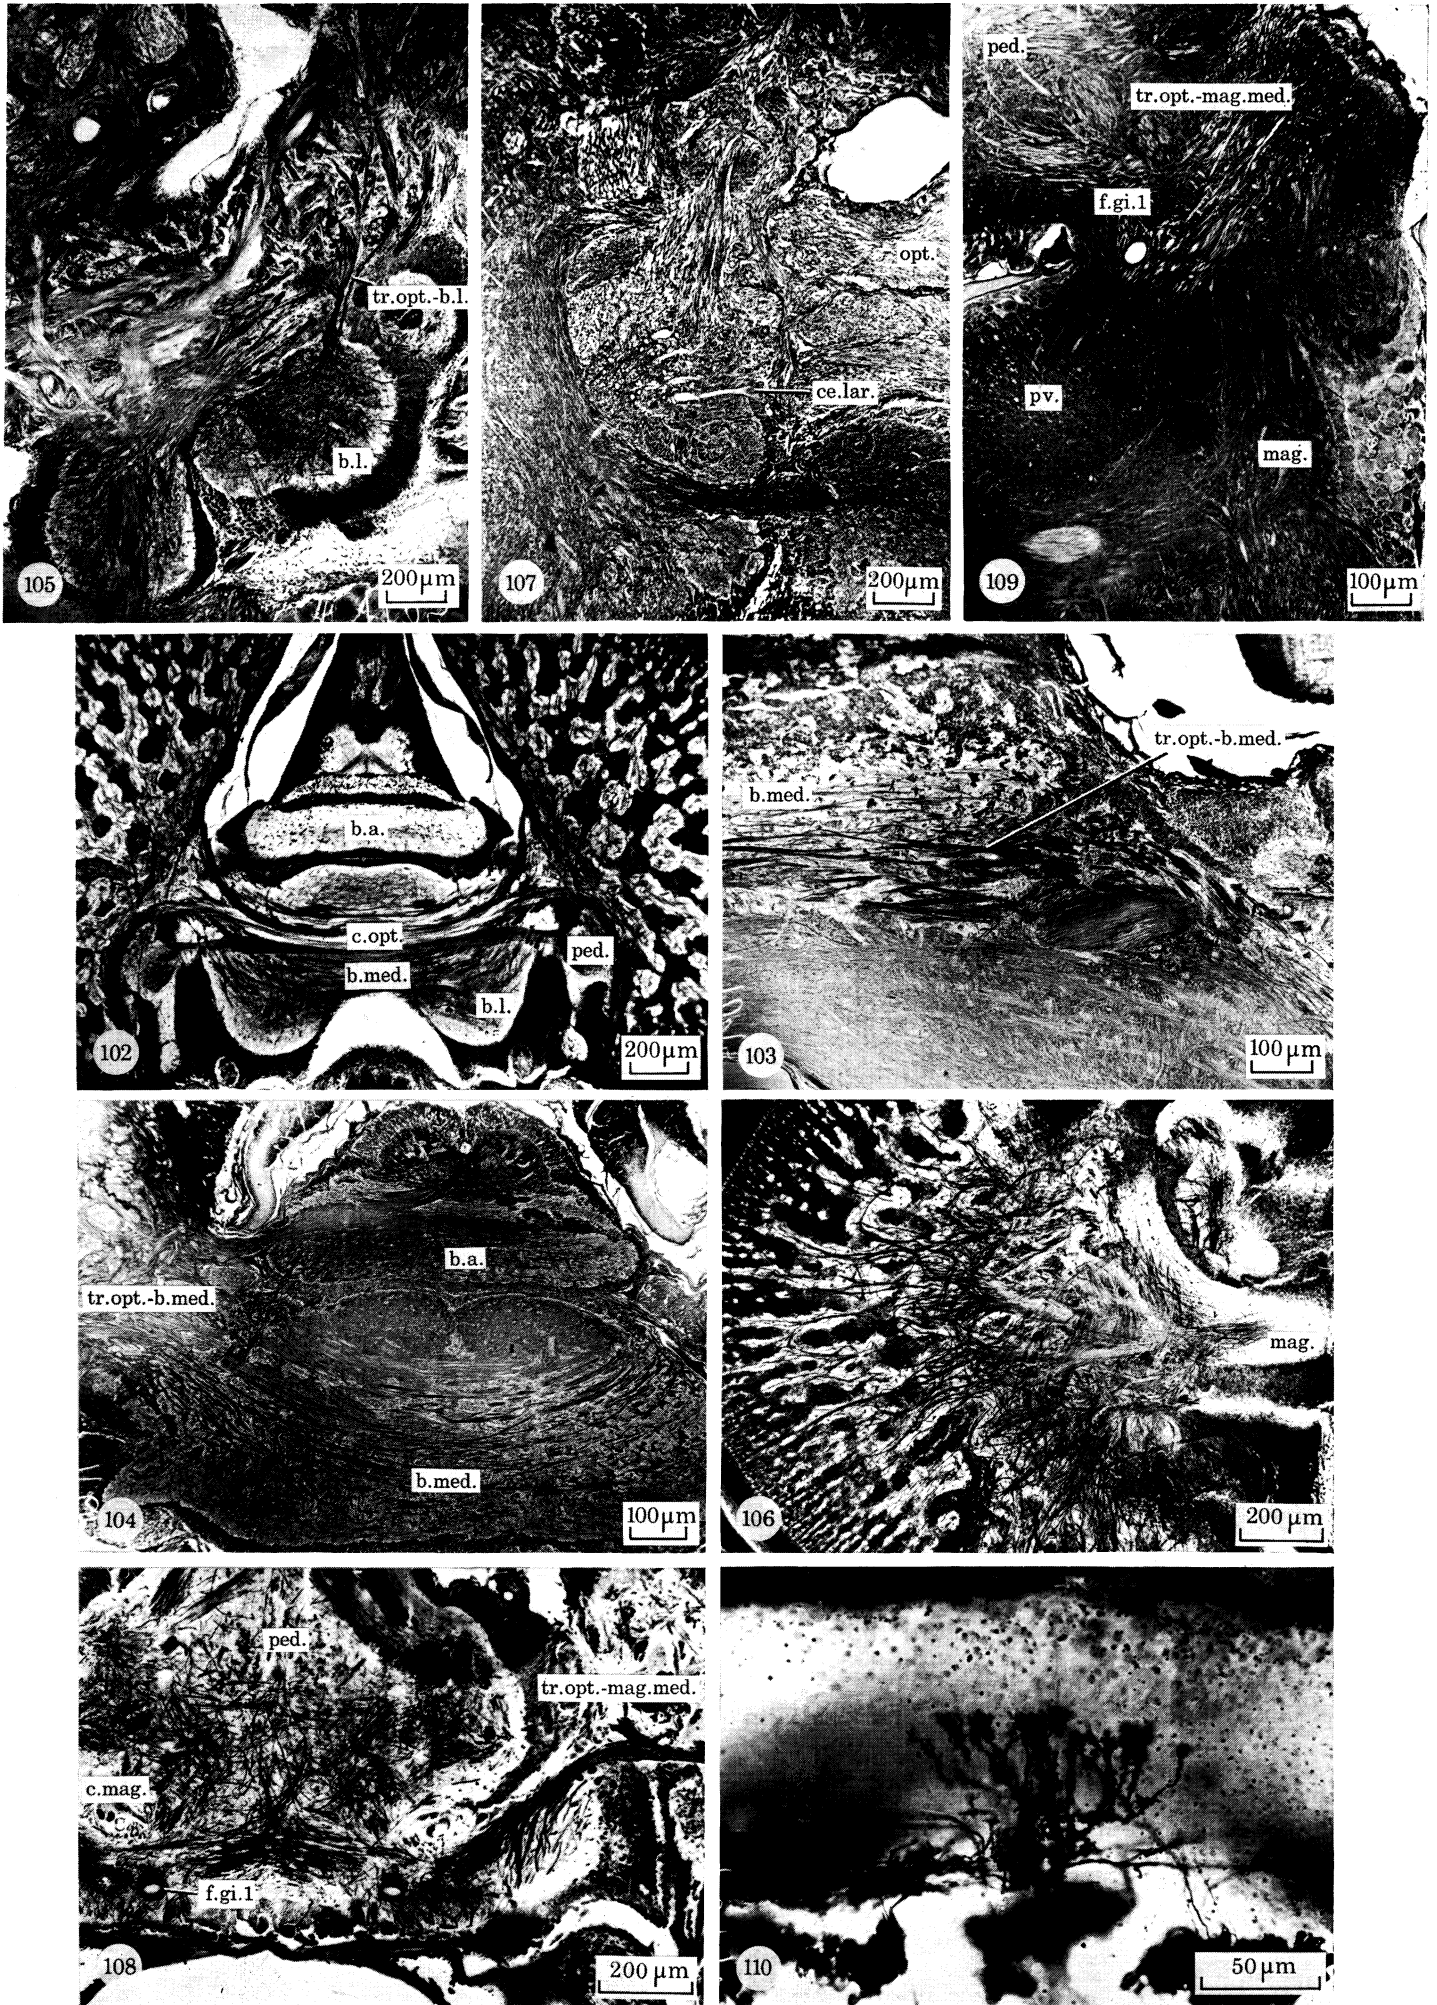 tr.opt.-b.l.
b.l.
105
200μm
opt.
ce.lar.
107
200μm
ped.
tr.opt.-mag.med.
f.gi.1
pv.
mag.
109
100μm
b.a.
c.opt.
b.med.
ped.
b.l.
102
200μm
tr.opt.-b.med.
b.med.
103
100μm
b.a.
tr.opt.-b.med.
b.med.
104
100μm
mag.
106
200μm
ped.
tr.opt.-mag.med.
c.mag.
f.gi.1
108
200μm
110
50μm